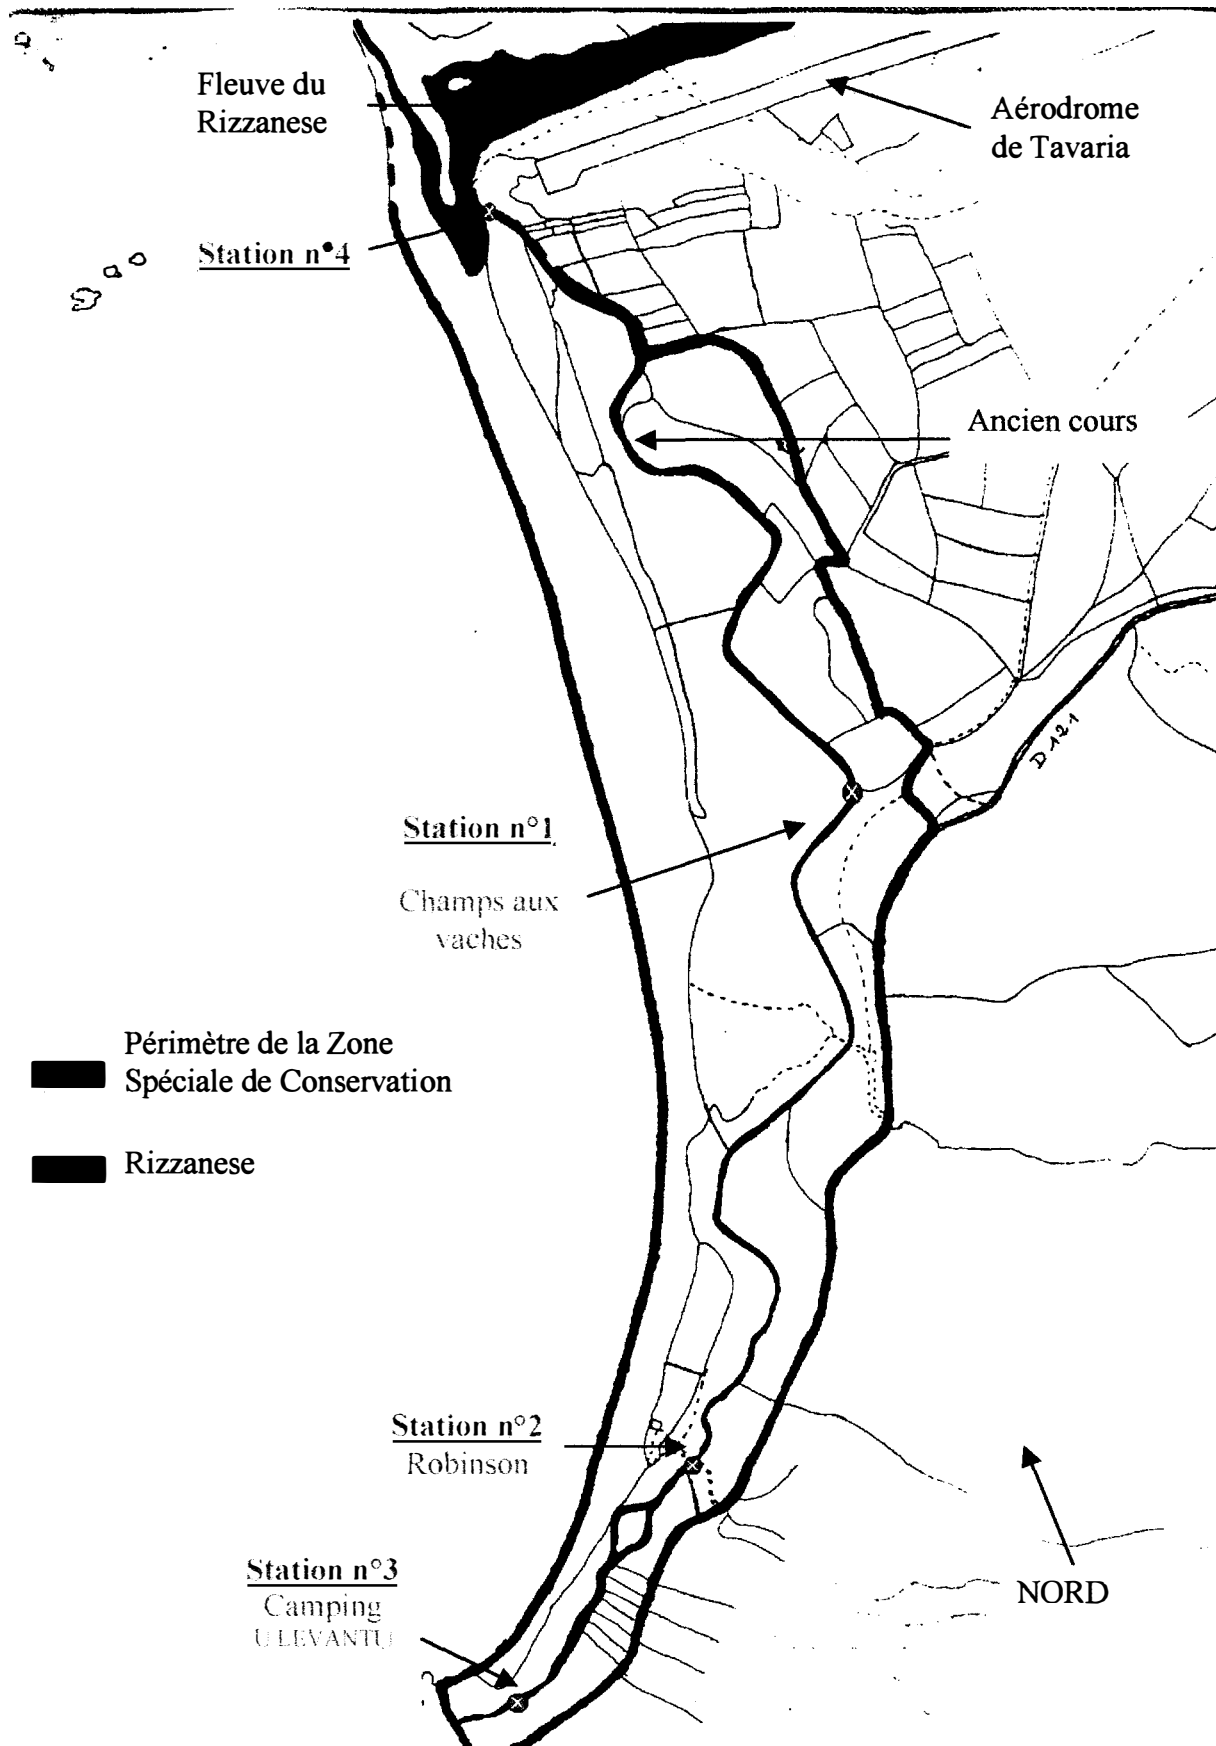 Fleuve du
Rizzanese
Aérodrome
de Tavaria
Station n°4
Ancien cours
D 121
Station n°1
Champs aux
vaches
Périmètre de la Zone
Spéciale de Conservation
Rizzanese
Station n°2
Robinson
Station n°3
Camping
U LEVANTU
NORD